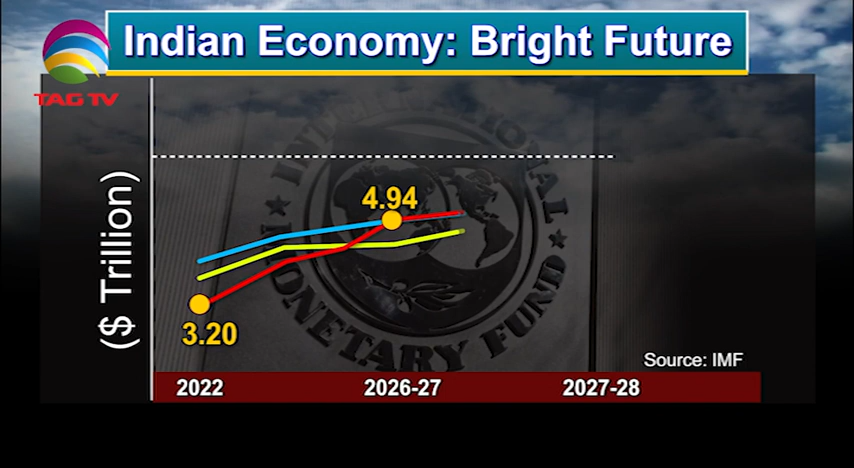 Indian Economy: Bright Future
TAG TV
INTERNATIONAL
MONETARY FUND
($ Trillion)
4.94
3.20
Source: IMF
2022
2026-27
2027-28